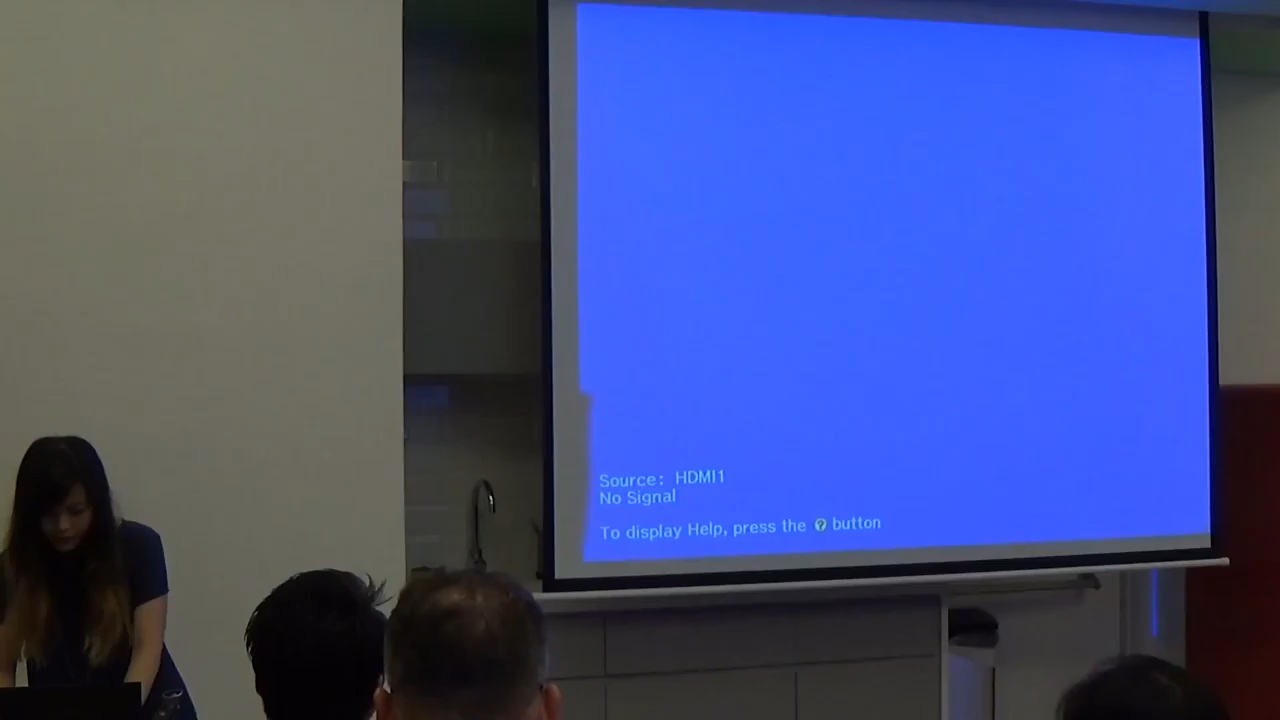 Source: HDMI1
No Signal
To display Help, press the ? button